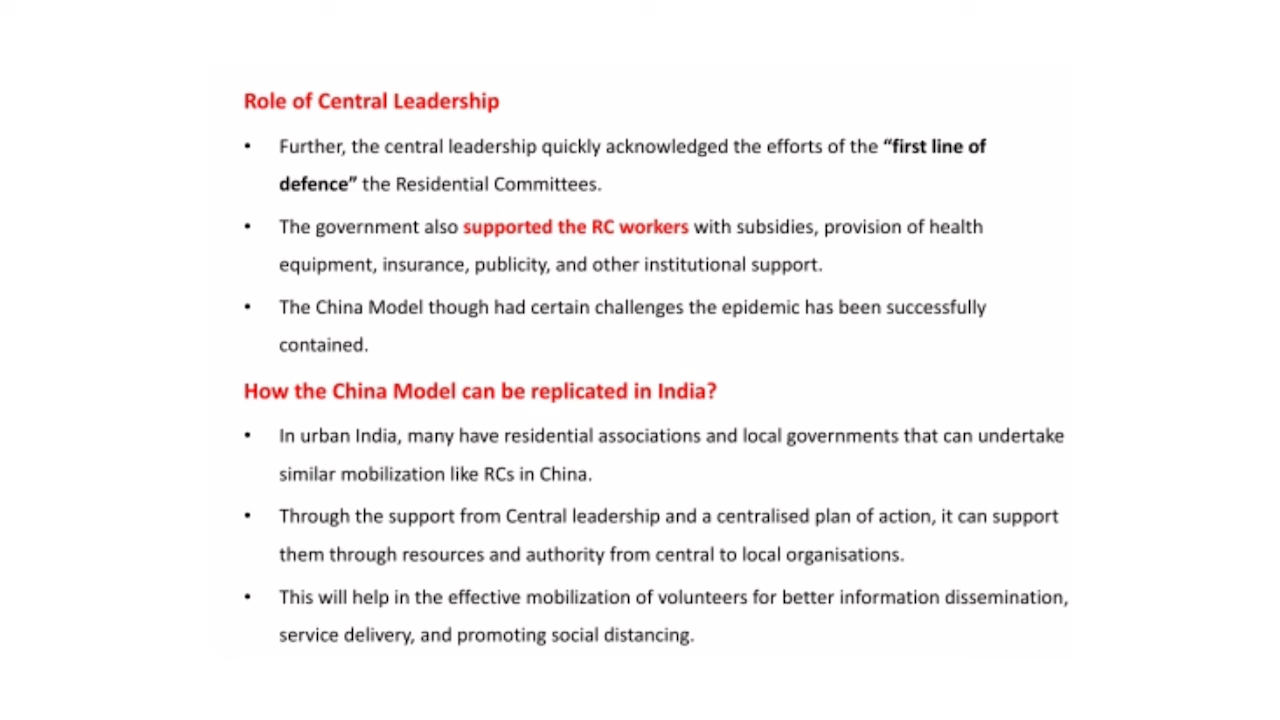 Role of Central Leadership
• Further, the central leadership quickly acknowledged the efforts of the “first line of
defence” the Residential Committees.
• The government also supported the RC workers with subsidies, provision of health
equipment, insurance, publicity, and other institutional support.
• The China Model though had certain challenges the epidemic has been successfully
contained.
How the China Model can be replicated in India?
• In urban India, many have residential associations and local governments that can undertake
similar mobilization like RCs in China.
• Through the support from Central leadership and a centralised plan of action, it can support
them through resources and authority from central to local organisations.
• This will help in the effective mobilization of volunteers for better information dissemination,
service delivery, and promoting social distancing.